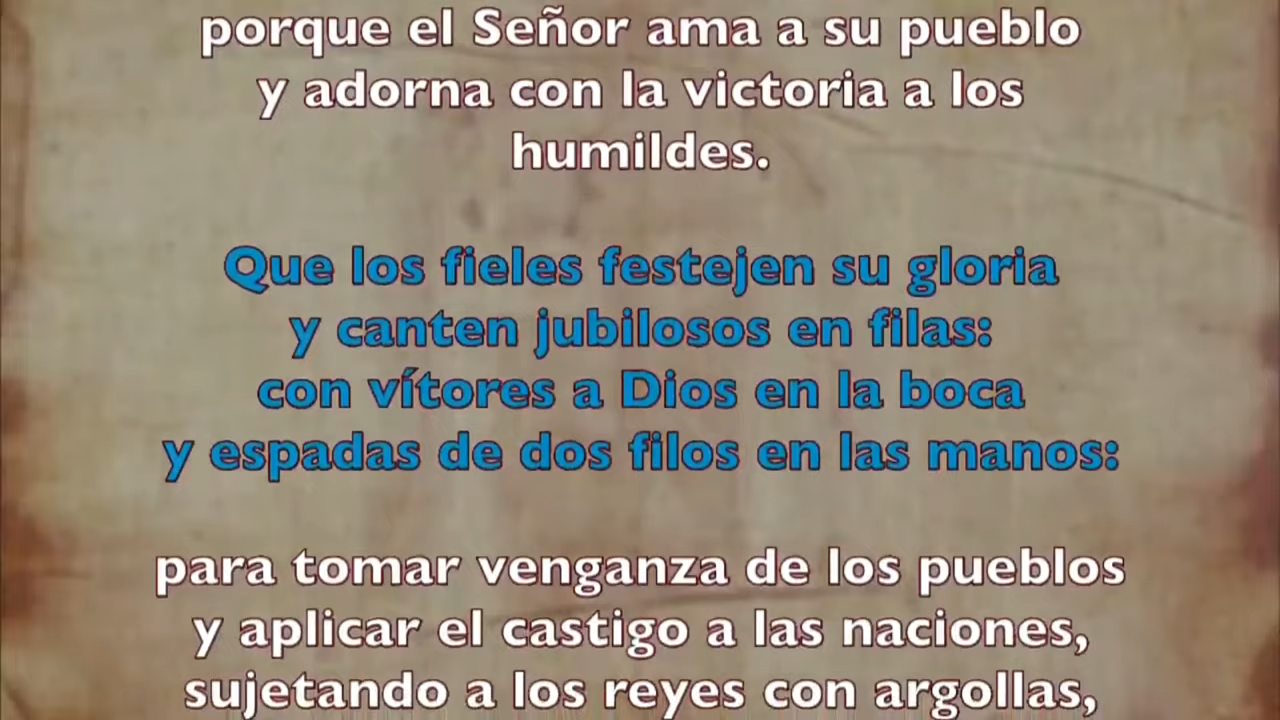 porque el Señor ama a su pueblo
y adorna con la victoria a los
humildes.
Que los fieles festejen su gloria
y canten jubilosos en filas:
con vítores a Dios en la boca
y espadas de dos filos en las manos:
para tomar venganza de los pueblos
y aplicar el castigo a las naciones,
sujetando a los reyes con argollas,